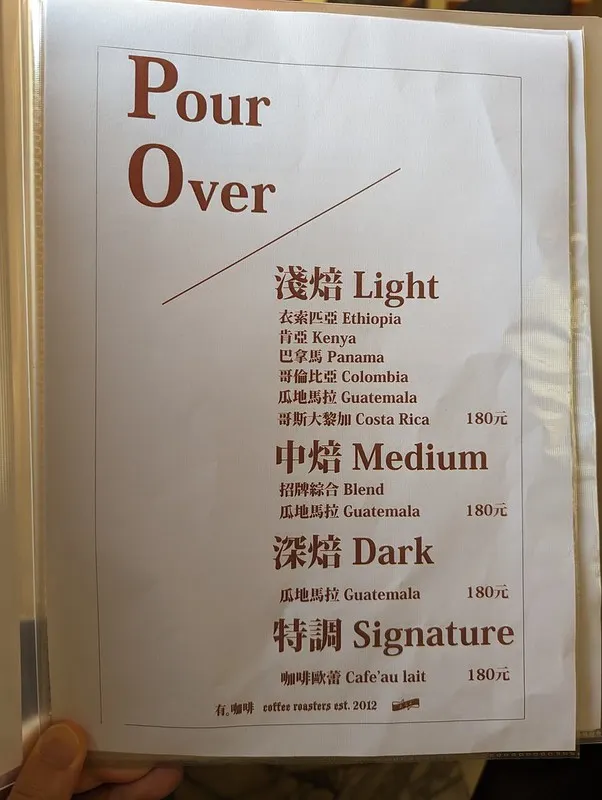 Pour
Over
淺焙 Light
衣索匹亞 Ethiopia
肯亞 Kenya
巴拿馬 Panama
哥倫比亞 Colombia
瓜地馬拉 Guatemala
哥斯大黎加 Costa Rica 180元
中焙 Medium
招牌綜合 Blend
瓜地馬拉 Guatemala 180元
深焙 Dark
瓜地馬拉 Guatemala 180元
特調 Signature
咖啡歐蕾 Cafe'au lait 180元
有。咖啡 coffee roasters est. 2012